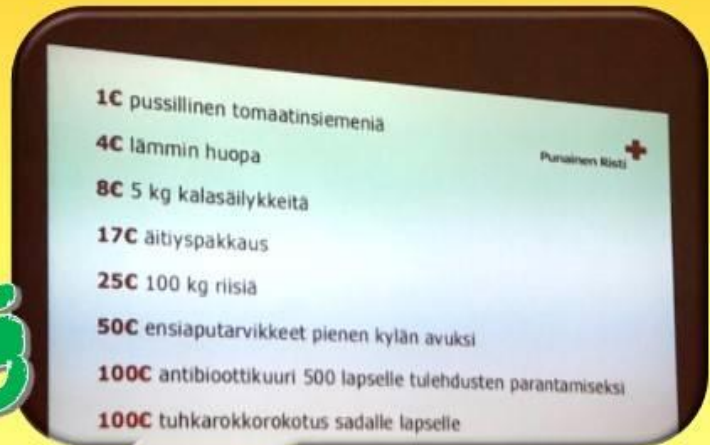 1€ pussillinen tomaatinsiemeniä
Punainen Risti
4€ lämmin huopa
8€ 5 kg kalasäilykkeitä
17€ äitiyspakkaus
25€ 100 kg riisiä
50€ ensiaputarvikkeet pienen kylän avuksi
100€ antibioottikuuri 500 lapselle tulehdusten parantamiseksi
100€ tuhkarokkorokotus sadalle lapselle